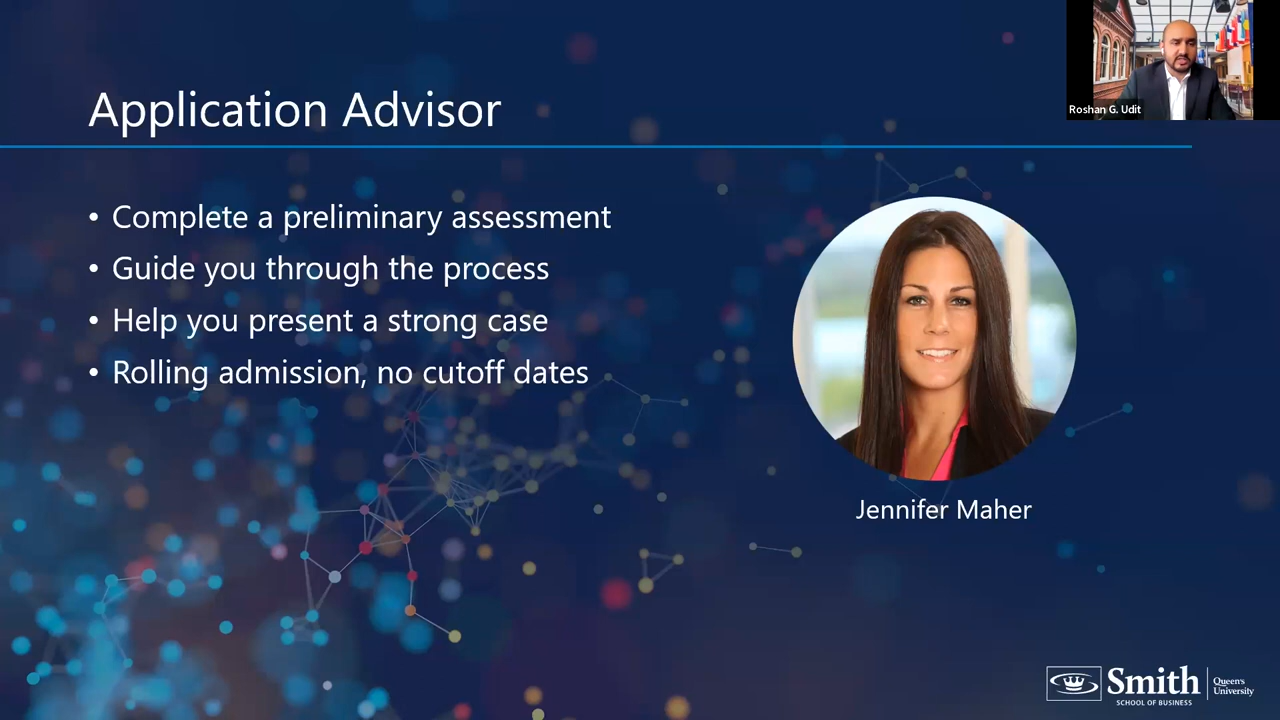 Application Advisor
Roshan G. Udit
• Complete a preliminary assessment
• Guide you through the process
• Help you present a strong case
• Rolling admission, no cutoff dates
Jennifer Maher
Smith
SCHOOL OF BUSINESS
Queen's
University